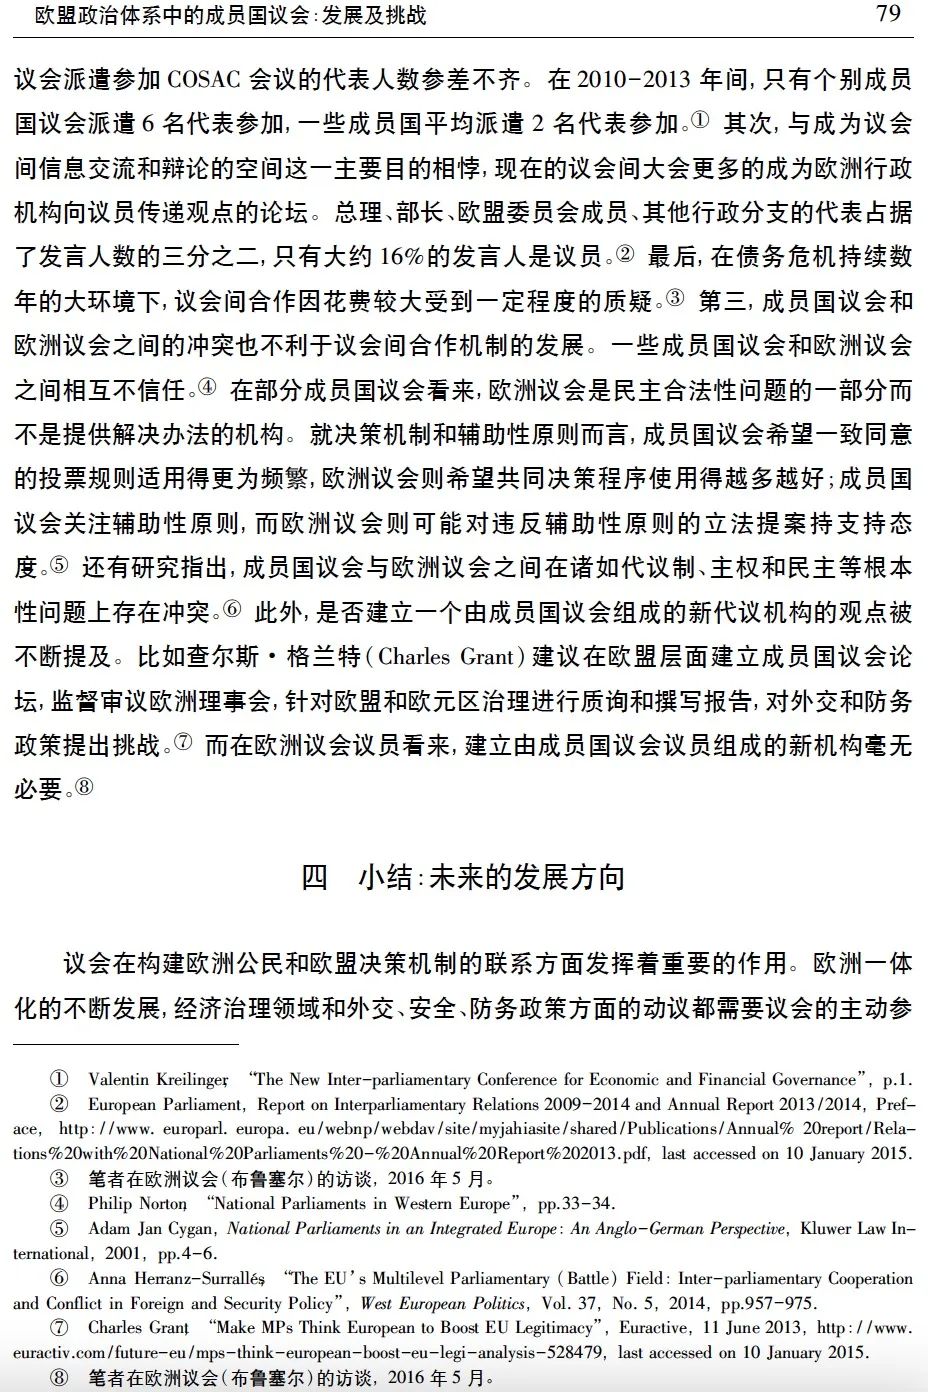 欧盟政治体系中的成员国议会:发展及挑战 79
议会派遣参加 COSAC 会议的代表人数参差不齐。在 2010-2013 年间,只有个别成员
国议会派遣 6 名代表参加,一些成员国平均派遣 2 名代表参加。① 其次,与成为议会
间信息交流和辩论的空间这一主要目的相悖,现在的议会间大会更多的成为欧洲行政
机构向议员传递观点的论坛。总理、部长、欧盟委员会成员、其他行政分支的代表占据
了发言人数的三分之二,只有大约 16%的发言人是议员。② 最后,在债务危机持续数
年的大环境下,议会间合作因花费较大受到一定程度的质疑。③ 第三,成员国议会和
欧洲议会之间的冲突也不利于议会间合作机制的发展。一些成员国议会和欧洲议会
之间相互不信任。④ 在部分成员国议会看来,欧洲议会是民主合法性问题的一部分而
不是提供解决办法的机构。就决策机制和辅助性原则而言,成员国议会希望一致同意
的投票规则适用得更为频繁,欧洲议会则希望共同决策程序使用得越多越好;成员国
议会关注辅助性原则,而欧洲议会则可能对违反辅助性原则的立法提案持支持态
度。⑤ 还有研究指出,成员国议会与欧洲议会之间在诸如代议制、主权和民主等根本
性问题上存在冲突。⑥ 此外,是否建立一个由成员国议会组成的新代议机构的观点被
不断提及。比如查尔斯·格兰特(Charles Grant)建议在欧盟层面建立成员国议会论
坛,监督审议欧洲理事会,针对欧盟和欧元区治理进行质询和撰写报告,对外交和防务
政策提出挑战。⑦ 而在欧洲议会议员看来,建立由成员国议会议员组成的新机构毫无
必要。⑧
四 小结:未来的发展方向
议会在构建欧洲公民和欧盟决策机制的联系方面发挥着重要的作用。欧洲一体
化的不断发展,经济治理领域和外交、安全、防务政策方面的动议都需要议会的主动参
① Valentin Kreilinger, “The New Inter-parliamentary Conference for Economic and Financial Governance”, p.1.
② European Parliament, Report on Interparliamentary Relations 2009-2014 and Annual Report 2013/2014, Pref-
ace, http://www. europarl. europa. eu/webnp/webdav/site/myjahiasite/shared/Publications/Annual% 20report/Rela-
tions%20with%20National%20Parliaments%20-%20Annual%20Report%202013.pdf, last accessed on 10 January 2015.
③ 笔者在欧洲议会(布鲁塞尔)的访谈, 2016 年 5 月。
④ Philip Norton, “National Parliaments in Western Europe”, pp.33-34.
⑤ Adam Jan Cygan, National Parliaments in an Integrated Europe: An Anglo-German Perspective, Kluwer Law In-
ternational, 2001, pp.4-6.
⑥ Anna Herranz-Surrallés, “The EU's Multilevel Parliamentary (Battle) Field: Inter-parliamentary Cooperation
and Conflict in Foreign and Security Policy”, West European Politics, Vol. 37, No. 5, 2014, pp.957-975.
⑦ Charles Grant, “Make MPs Think European to Boost EU Legitimacy”, Euractive, 11 June 2013, http://www.
euractiv.com/future-eu/mps-think-european-boost-eu-legi-analysis-528479, last accessed on 10 January 2015.
⑧ 笔者在欧洲议会(布鲁塞尔)的访谈, 2016 年 5 月。